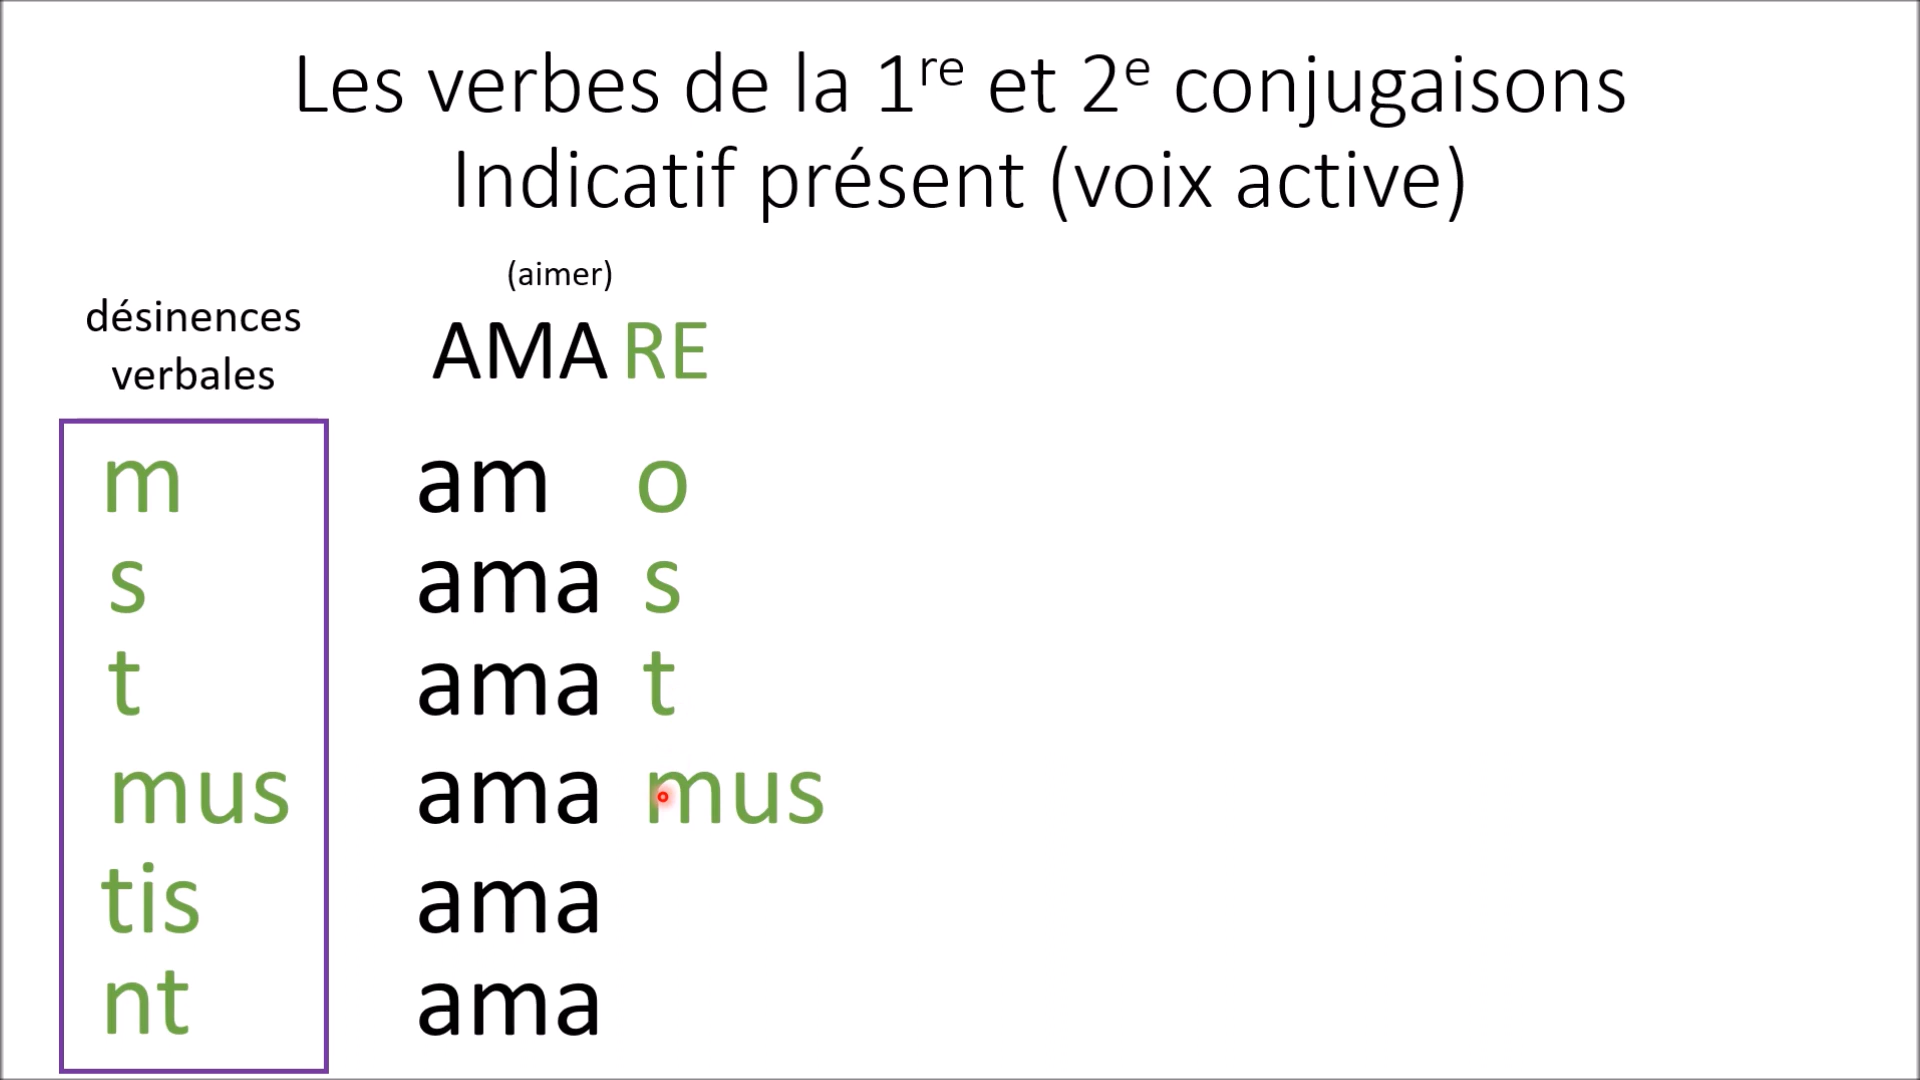 Les verbes de la 1re et 2e conjugaisons
Indicatif présent (voix active)
(aimer)
désinences
verbales
AMA RE
m am o
s ama s
t ama t
mus ama mus
tis ama
nt ama